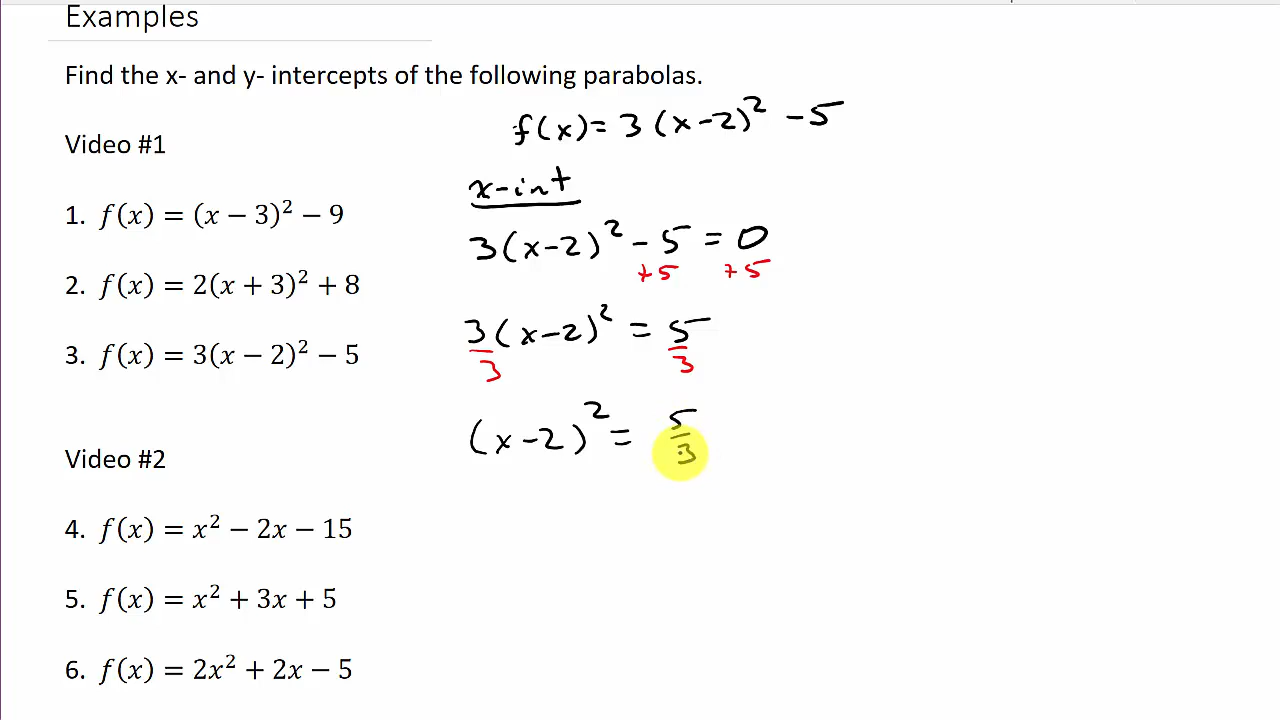 Examples
Find the x- and y- intercepts of the following parabolas.
f(x)= 3(x-2)² -5
Video #1
x-int
1. f(x) = (x − 3)² − 9
3(x-2)² -5 = 0
+5 +5
2. f(x) = 2(x + 3)² + 8
3(x-2)² = 5
3. f(x) = 3(x − 2)² − 5
3 3
(x-2)² = 5/3
Video #2
4. f(x) = x² − 2x − 15
5. f(x) = x² + 3x + 5
6. f(x) = 2x² + 2x − 5